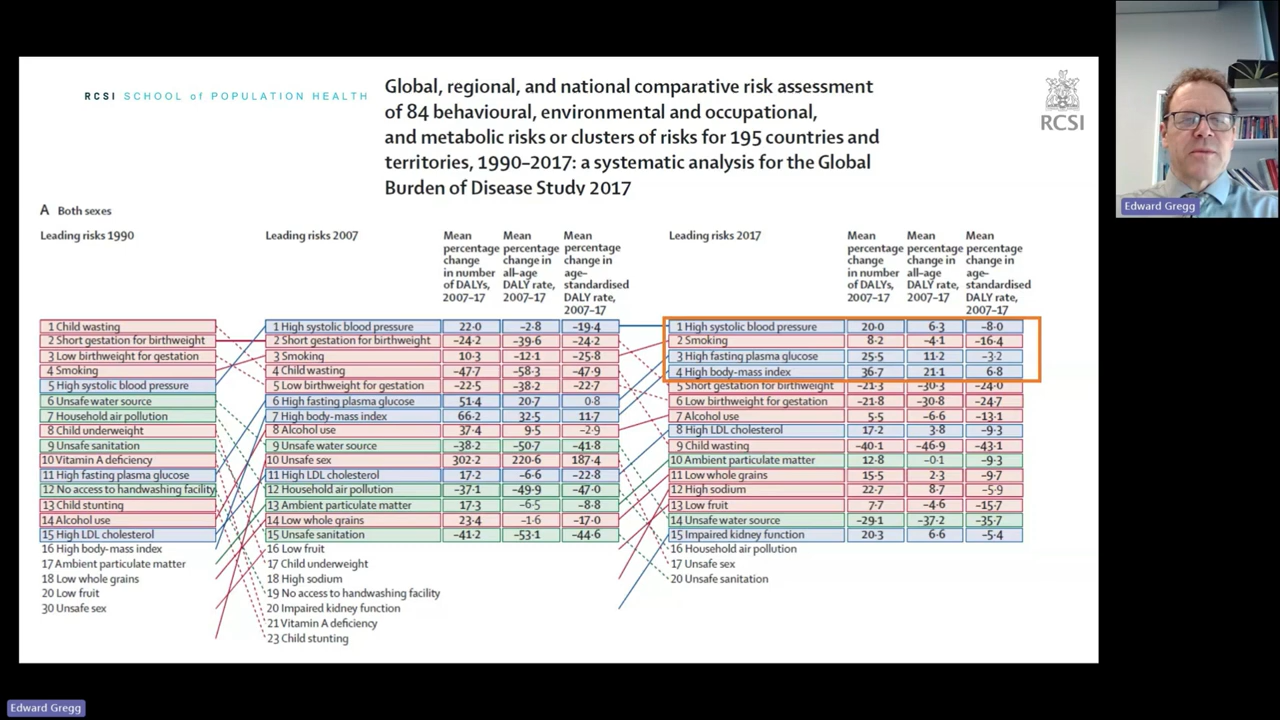 RCSI SCHOOL of POPULATION HEALTH
Global, regional, and national comparative risk assessment
of 84 behavioural, environmental and occupational,
and metabolic risks or clusters of risks for 195 countries and
territories, 1990–2017: a systematic analysis for the Global
Burden of Disease Study 2017
RCSI
Edward Gregg
A Both sexes
Leading risks 1990
Leading risks 2007
Mean percentage change in number of DALYs, 2007–17
Mean percentage change in all-age DALY rate, 2007–17
Mean percentage change in age-standardised DALY rate, 2007–17
Leading risks 2017
Mean percentage change in number of DALYs, 2007–17
Mean percentage change in all-age DALY rate, 2007–17
Mean percentage change in age-standardised DALY rate, 2007–17
1 Child wasting
2 Short gestation for birthweight
3 Low birthweight for gestation
4 Smoking
5 High systolic blood pressure
6 Unsafe water source
7 Household air pollution
8 Child underweight
9 Unsafe sanitation
10 Vitamin A deficiency
11 High fasting plasma glucose
12 No access to handwashing facility
13 Child stunting
14 Alcohol use
15 High LDL cholesterol
16 High body-mass index
17 Ambient particulate matter
18 Low whole grains
20 Low fruit
30 Unsafe sex
1 High systolic blood pressure 22·0 –2·8 –19·4
2 Short gestation for birthweight –24·2 –39·6 –24·2
3 Smoking 10·3 –12·1 –25·8
4 Child wasting –47·7 –58·3 –47·9
5 Low birthweight for gestation –22·5 –38·2 –22·7
6 High fasting plasma glucose 51·4 20·7 0·8
7 High body-mass index 66·2 32·5 11·7
8 Alcohol use 37·4 9·5 –2·9
9 Unsafe water source –38·2 –50·7 –41·8
10 Unsafe sex 302·2 220·6 187·4
11 High LDL cholesterol 17·2 –6·6 –22·8
12 Household air pollution –37·1 –49·9 –47·0
13 Ambient particulate matter 17·3 –6·5 –8·8
14 Low whole grains 23·4 –1·6 –17·0
15 Unsafe sanitation –41·2 –53·1 –44·6
16 Low fruit
17 Child underweight
18 High sodium
19 No access to handwashing facility
20 Impaired kidney function
21 Vitamin A deficiency
23 Child stunting
1 High systolic blood pressure 20·0 6·3 –8·0
2 Smoking 8·2 –4·1 –16·4
3 High fasting plasma glucose 25·5 11·2 –3·2
4 High body-mass index 36·7 21·1 6·8
5 Short gestation for birthweight –21·3 –30·3 –24·0
6 Low birthweight for gestation –21·8 –30·8 –24·7
7 Alcohol use 5·5 –6·6 –13·1
8 High LDL cholesterol 17·2 3·8 –9·3
9 Child wasting –40·1 –46·9 –43·1
10 Ambient particulate matter 12·8 –0·1 –9·3
11 Low whole grains 15·5 2·3 –9·7
12 High sodium 22·7 8·7 –5·9
13 Low fruit 7·7 –4·6 –15·7
14 Unsafe water source –29·1 –37·2 –35·7
15 Impaired kidney function 20·3 6·6 –5·4
16 Household air pollution
17 Unsafe sex
20 Unsafe sanitation
Edward Gregg